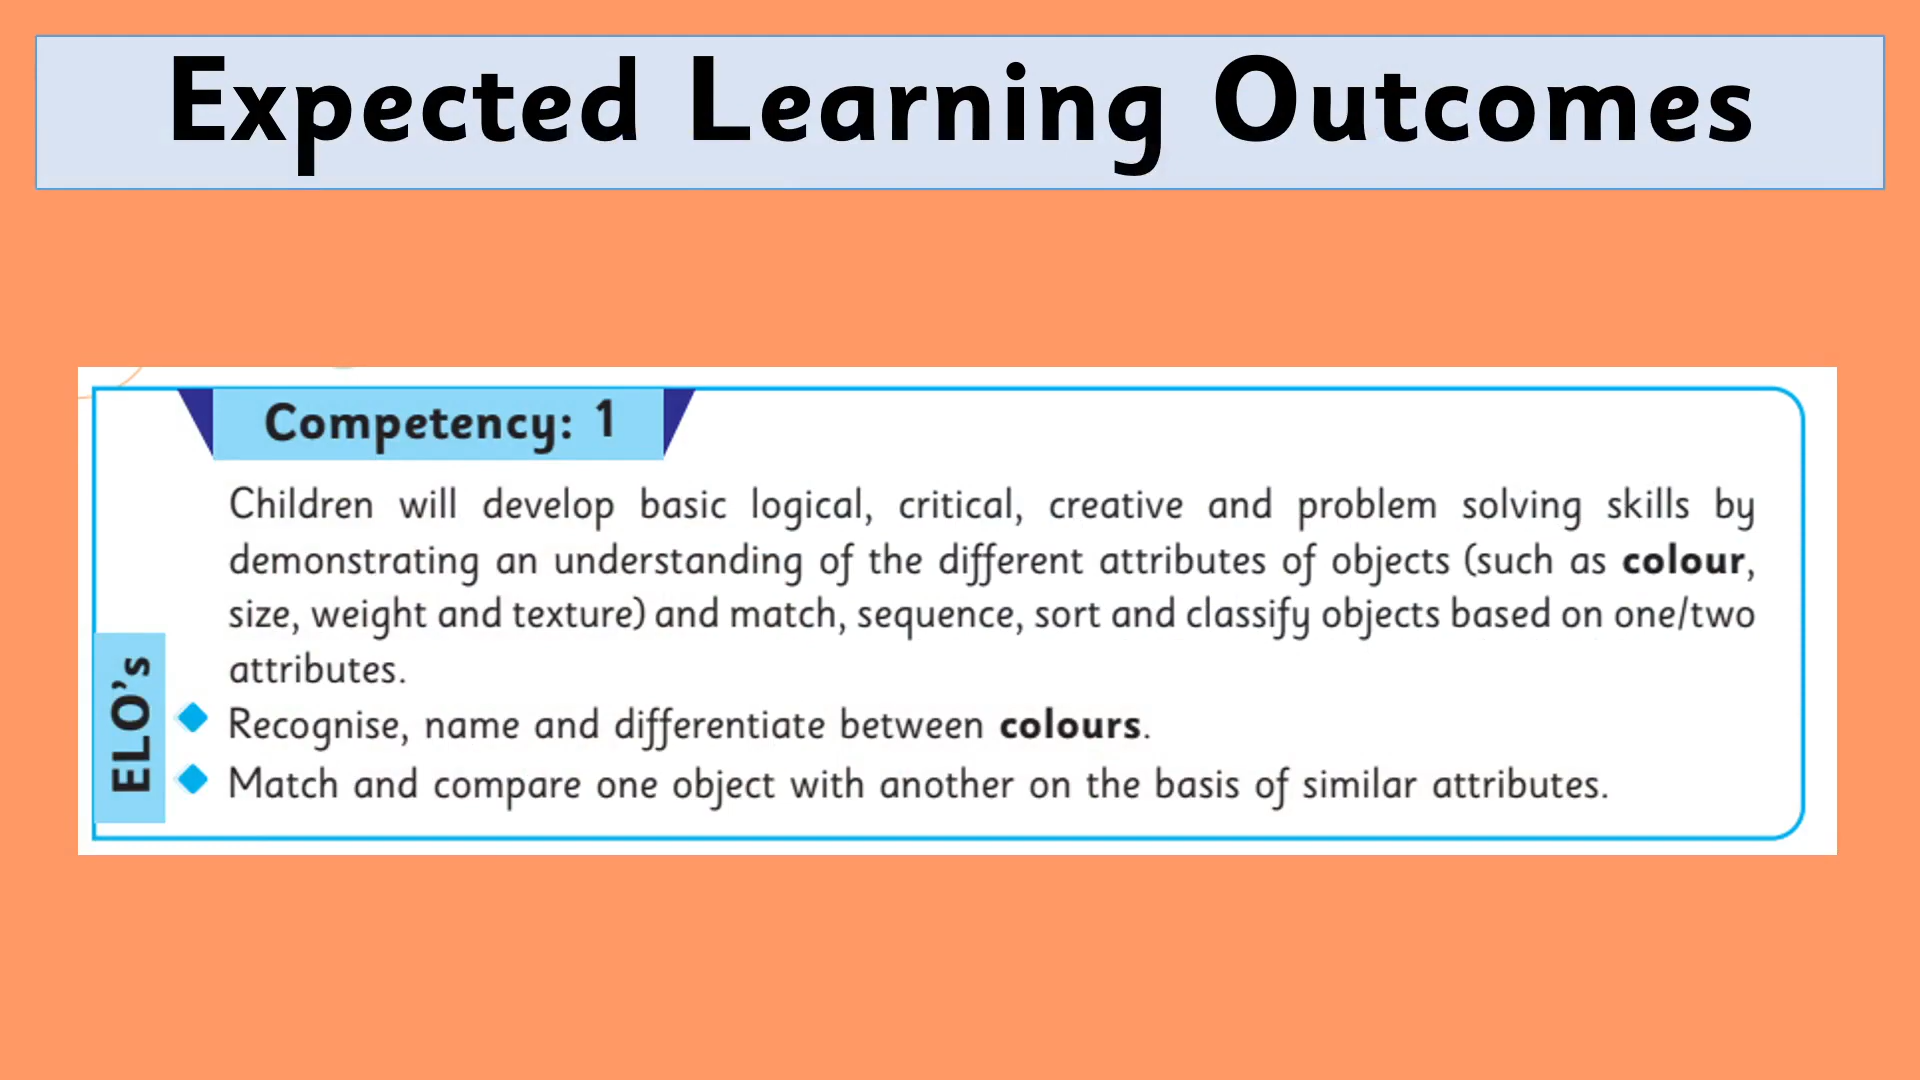 Expected Learning Outcomes
Competency: 1
Children will develop basic logical, critical, creative and problem solving skills by
demonstrating an understanding of the different attributes of objects (such as colour,
size, weight and texture) and match, sequence, sort and classify objects based on one/two
attributes.
ELO's
Recognise, name and differentiate between colours.
Match and compare one object with another on the basis of similar attributes.